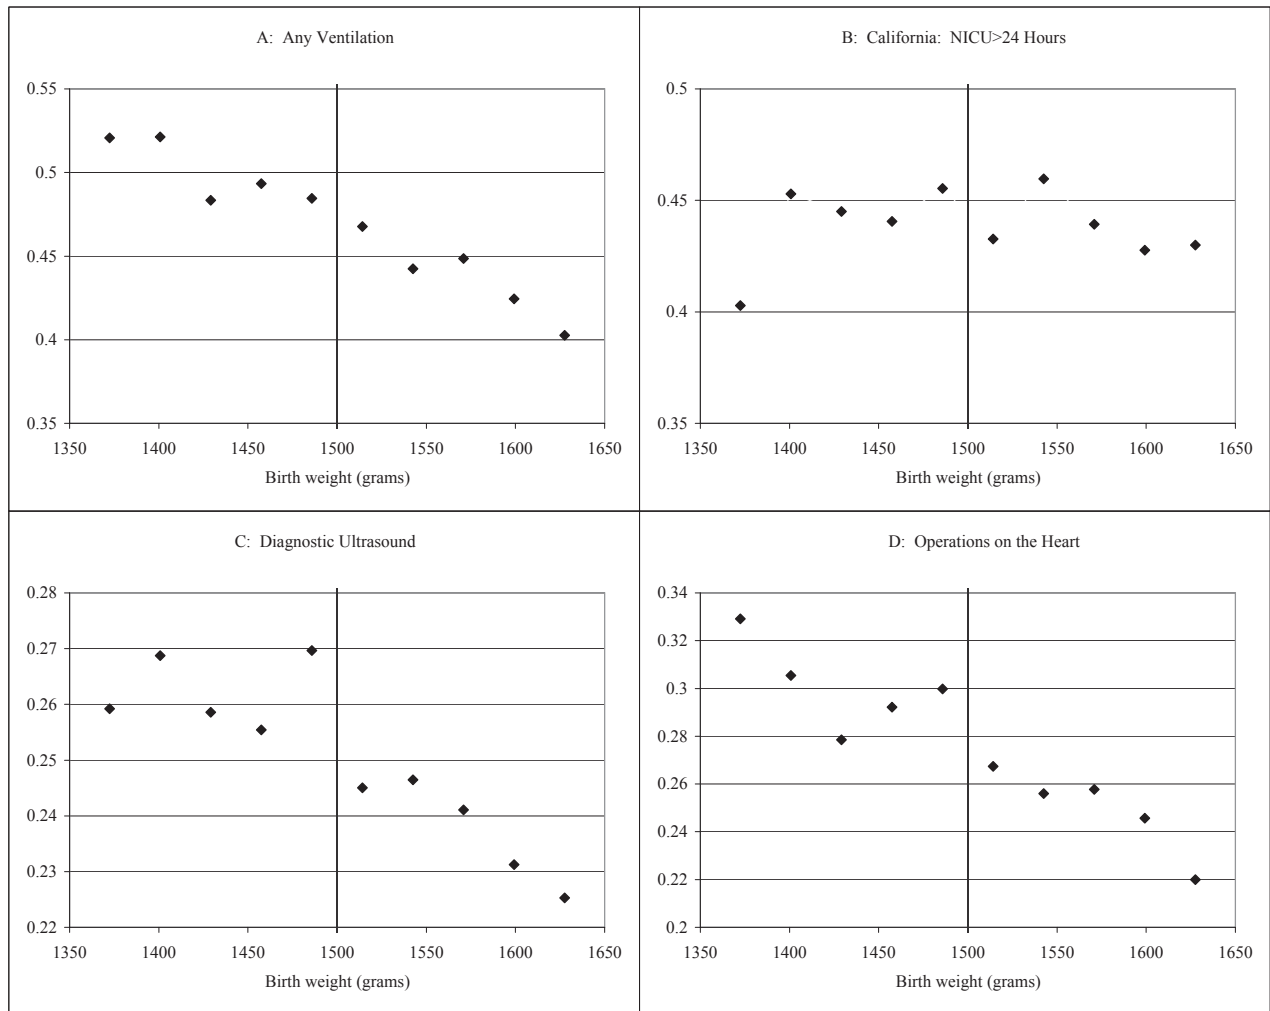 A: Any Ventilation
0.55
0.5
0.45
0.4
0.35
1350 1400 1450 1500 1550 1600 1650
Birth weight (grams)
B: California: NICU>24 Hours
0.5
0.45
0.4
0.35
1350 1400 1450 1500 1550 1600 1650
Birth weight (grams)
C: Diagnostic Ultrasound
0.28
0.27
0.26
0.25
0.24
0.23
0.22
1350 1400 1450 1500 1550 1600 1650
Birth weight (grams)
D: Operations on the Heart
0.34
0.32
0.3
0.28
0.26
0.24
0.22
0.2
1350 1400 1450 1500 1550 1600 1650
Birth weight (grams)